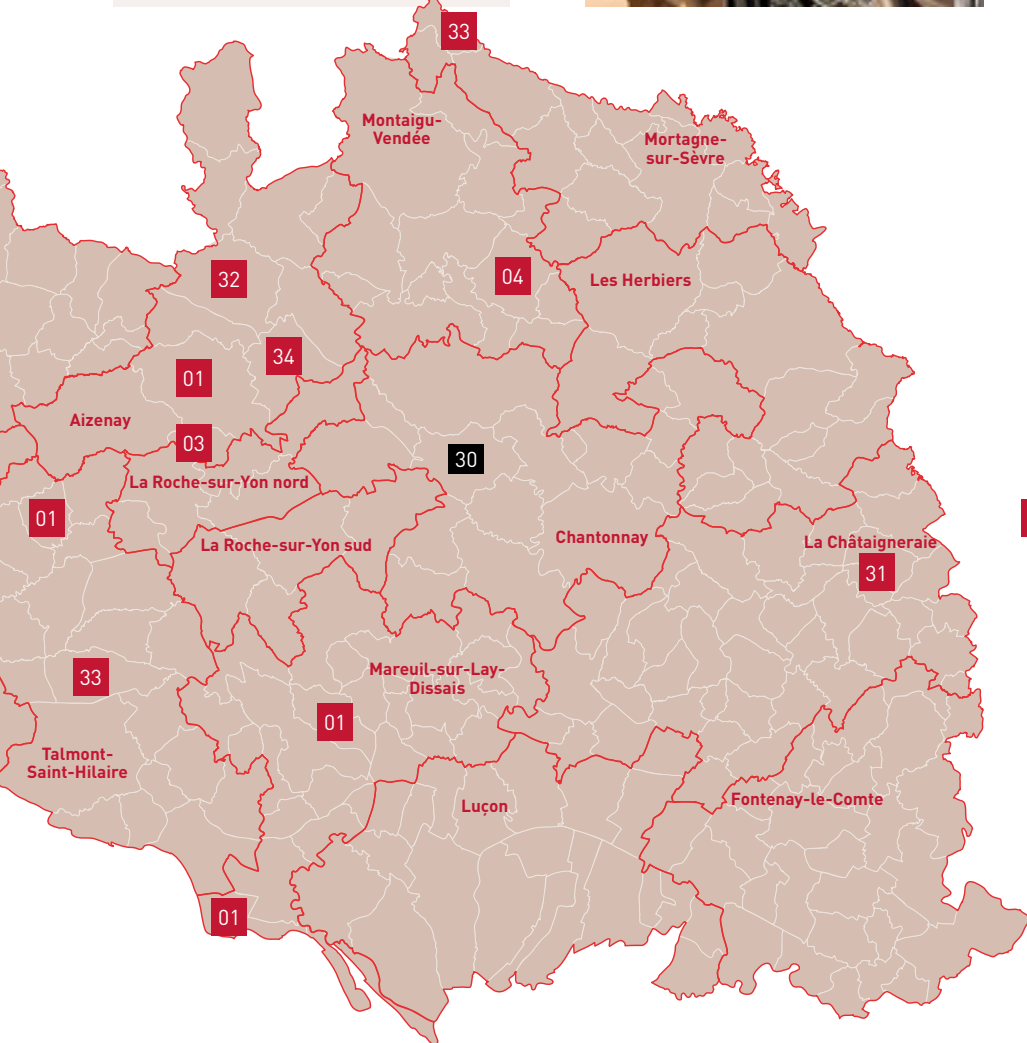 33
Montaigu-
Vendée
Mortagne-
sur-Sèvre
32
04
Les Herbiers
34
01
Aizenay
03
30
La Roche-sur-Yon nord
01
La Roche-sur-Yon sud
Chantonnay
La Châtaigneraie
31
33
Mareuil-sur-Lay-
Dissais
01
Talmont-
Saint-Hilaire
Luçon
Fontenay-le-Comte
01